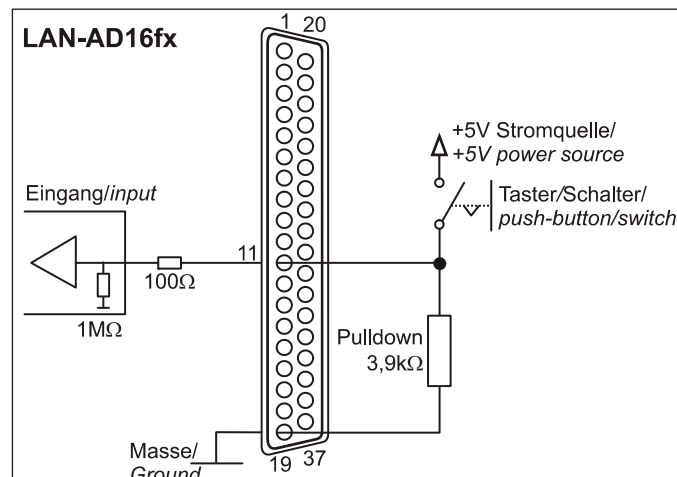 LAN-AD16fx
1 20
+5V Stromquelle/
+5V power source
Eingang/input
Taster/Schalter/
push-button/switch
11
100Ω
1MΩ
Pulldown
3,9kΩ
Masse/
Ground
19 37